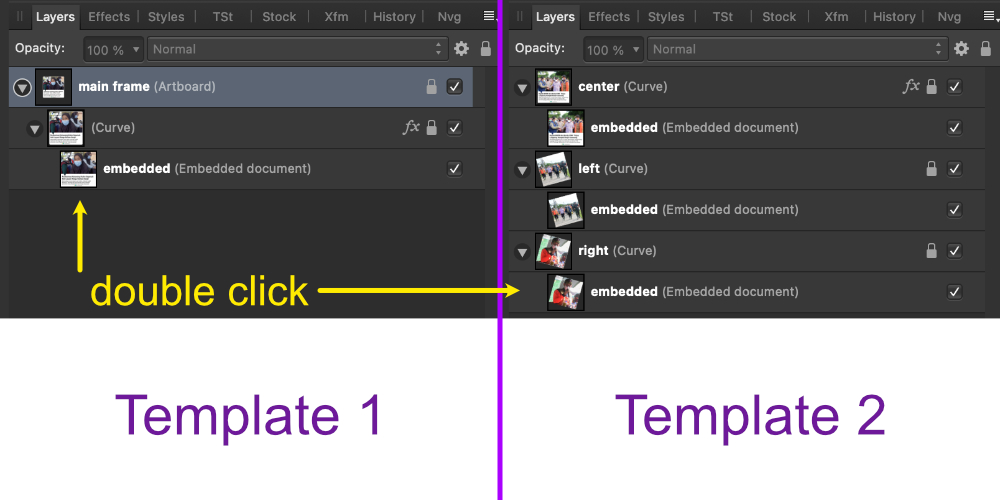 Layers Effects Styles TSt Stock Xfm History Nvg
Opacity: 100 % Normal
main frame (Artboard)
(Curve) fx
embedded (Embedded document)
Layers Effects Styles TSt Stock Xfm History Nvg
Opacity: 100 % Normal
center (Curve) fx
embedded (Embedded document)
left (Curve)
embedded (Embedded document)
right (Curve)
embedded (Embedded document)
double click
Template 1
Template 2